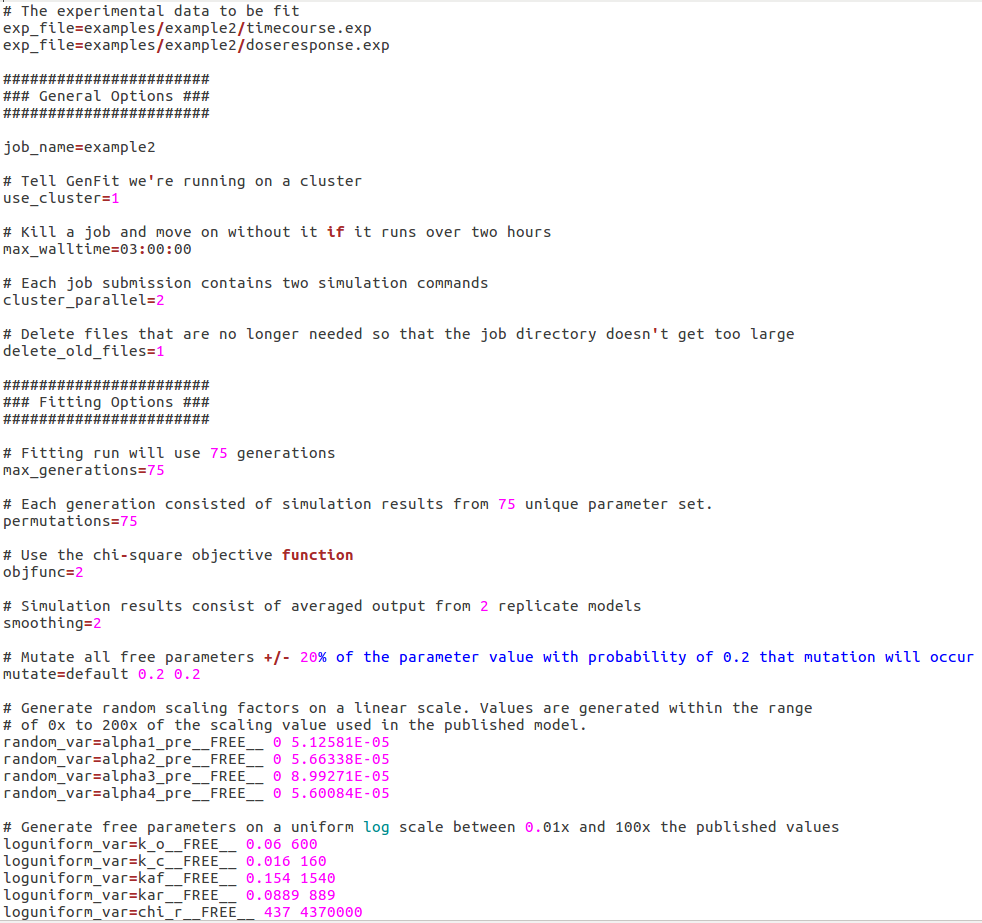 # The experimental data to be fit
exp_file=examples/example2/timecourse.exp
exp_file=examples/example2/doseresponse.exp
#######################
### General Options ###
#######################
job_name=example2
# Tell GenFit we're running on a cluster
use_cluster=1
# Kill a job and move on without it if it runs over two hours
max_walltime=03:00:00
# Each job submission contains two simulation commands
cluster_parallel=2
# Delete files that are no longer needed so that the job directory doesn't get too large
delete_old_files=1
#######################
### Fitting Options ###
#######################
# Fitting run will use 75 generations
max_generations=75
# Each generation consisted of simulation results from 75 unique parameter set.
permutations=75
# Use the chi-square objective function
objfunc=2
# Simulation results consist of averaged output from 2 replicate models
smoothing=2
# Mutate all free parameters +/- 20% of the parameter value with probability of 0.2 that mutation will occur
mutate=default 0.2 0.2
# Generate random scaling factors on a linear scale. Values are generated within the range
# of 0x to 200x of the scaling value used in the published model.
random_var=alpha1_pre__FREE__ 0 5.12581E-05
random_var=alpha2_pre__FREE__ 0 5.66338E-05
random_var=alpha3_pre__FREE__ 0 8.99271E-05
random_var=alpha4_pre__FREE__ 0 5.60084E-05
# Generate free parameters on a uniform log scale between 0.01x and 100x the published values
loguniform_var=k_o__FREE__ 0.06 600
loguniform_var=k_c__FREE__ 0.016 160
loguniform_var=kaf__FREE__ 0.154 1540
loguniform_var=kar__FREE__ 0.0889 889
loguniform_var=chi_r__FREE__ 437 4370000